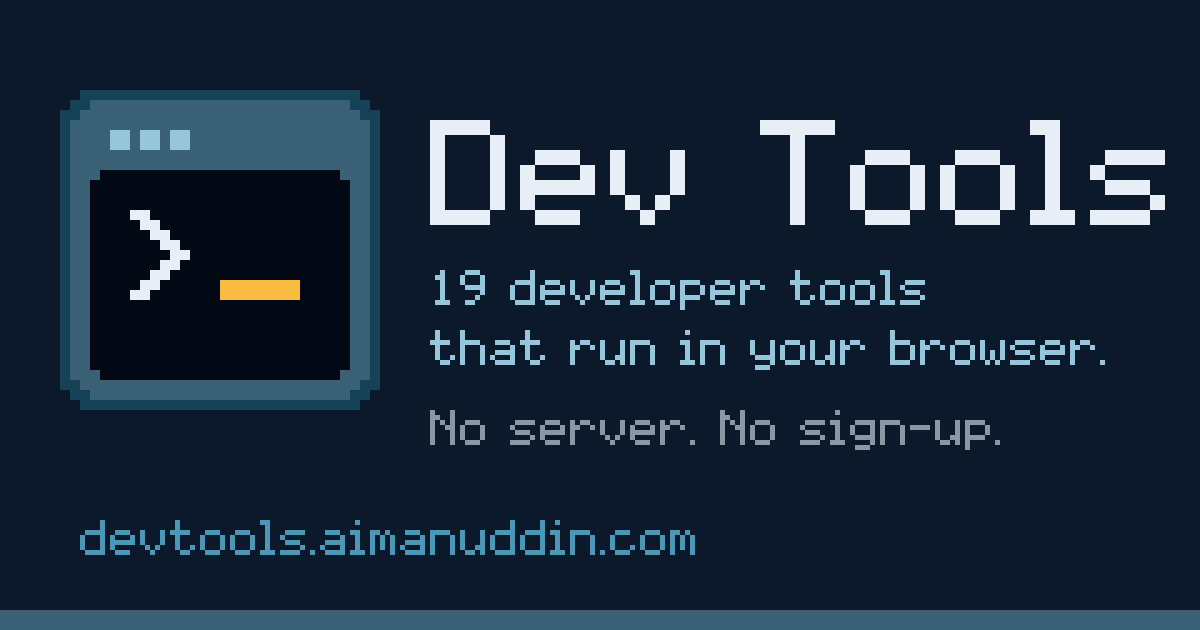 Dev Tools
19 developer tools
that run in your browser.
No server. No sign-up.
devtools.aimanuddin.com